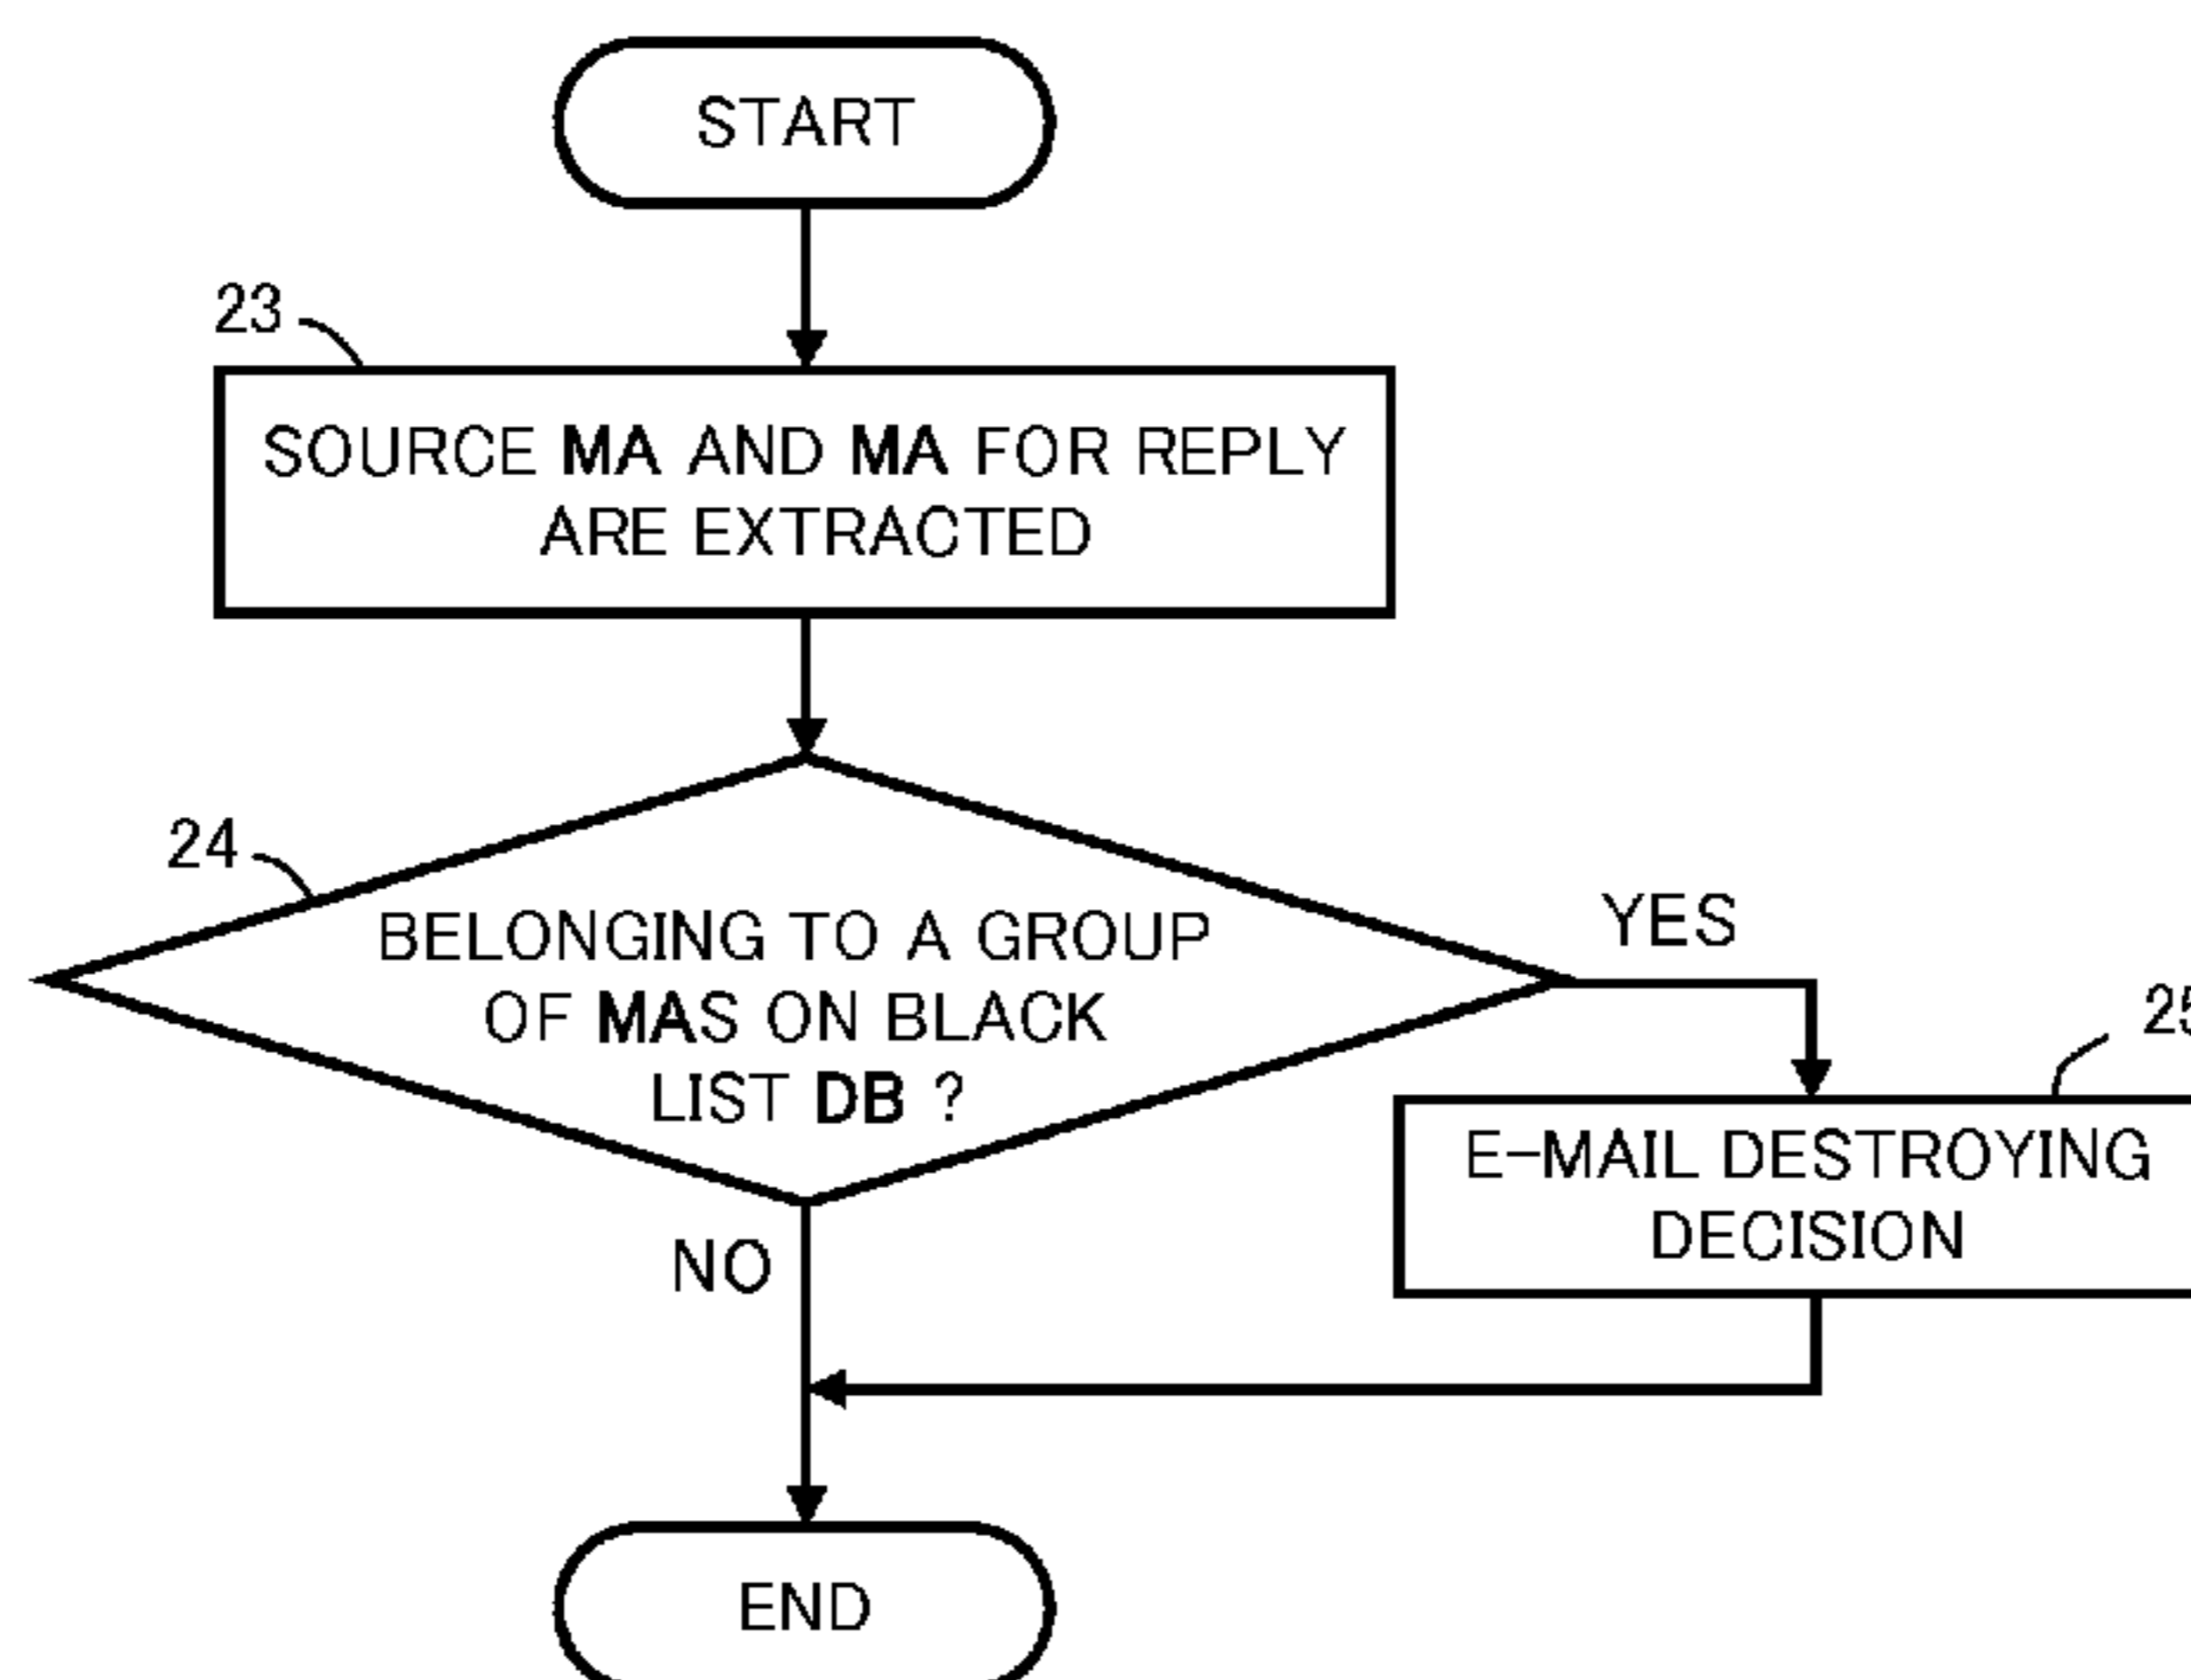 START
23
SOURCE MA AND MA FOR REPLY
ARE EXTRACTED
24
BELONGING TO A GROUP
OF MAS ON BLACK
LIST DB ?
YES
25
E-MAIL DESTROYING
DECISION
NO
END